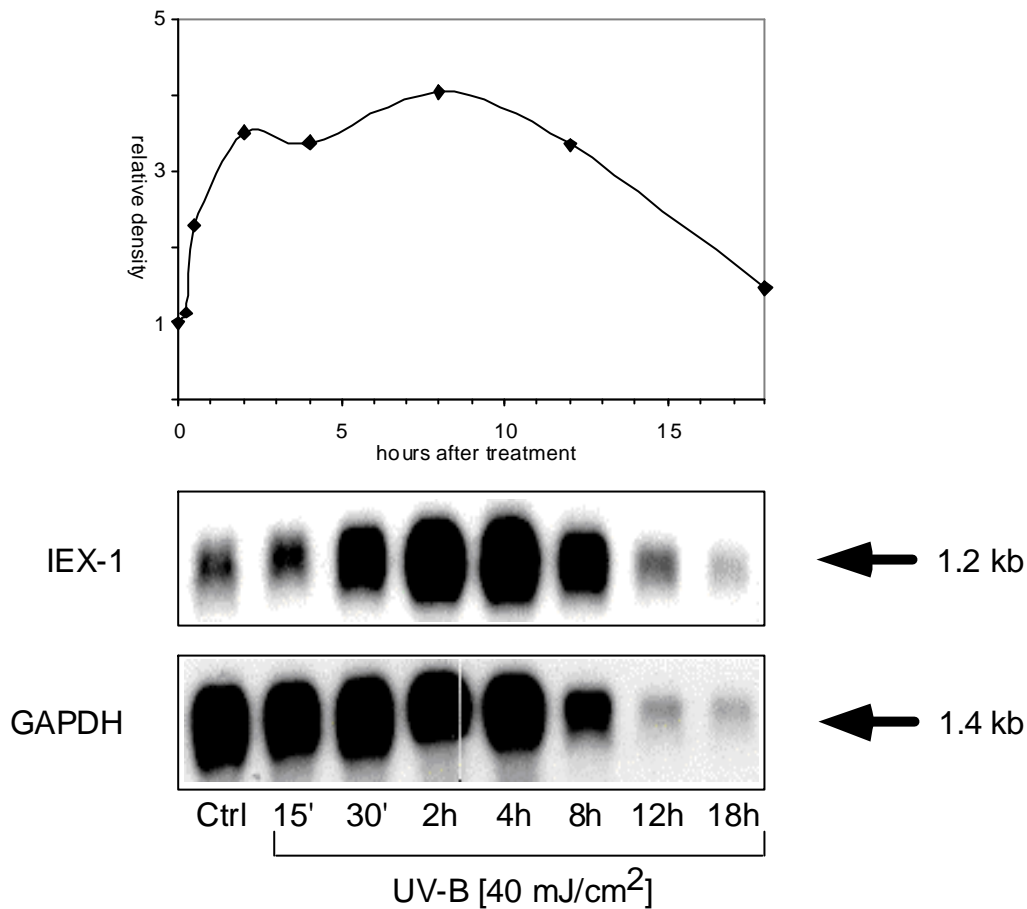 5
3
1
relative density
0 5 10 15
hours after treatment
IEX-1 1.2 kb
GAPDH 1.4 kb
Ctrl 15' 30' 2h 4h 8h 12h 18h
UV-B [40 mJ/cm²]